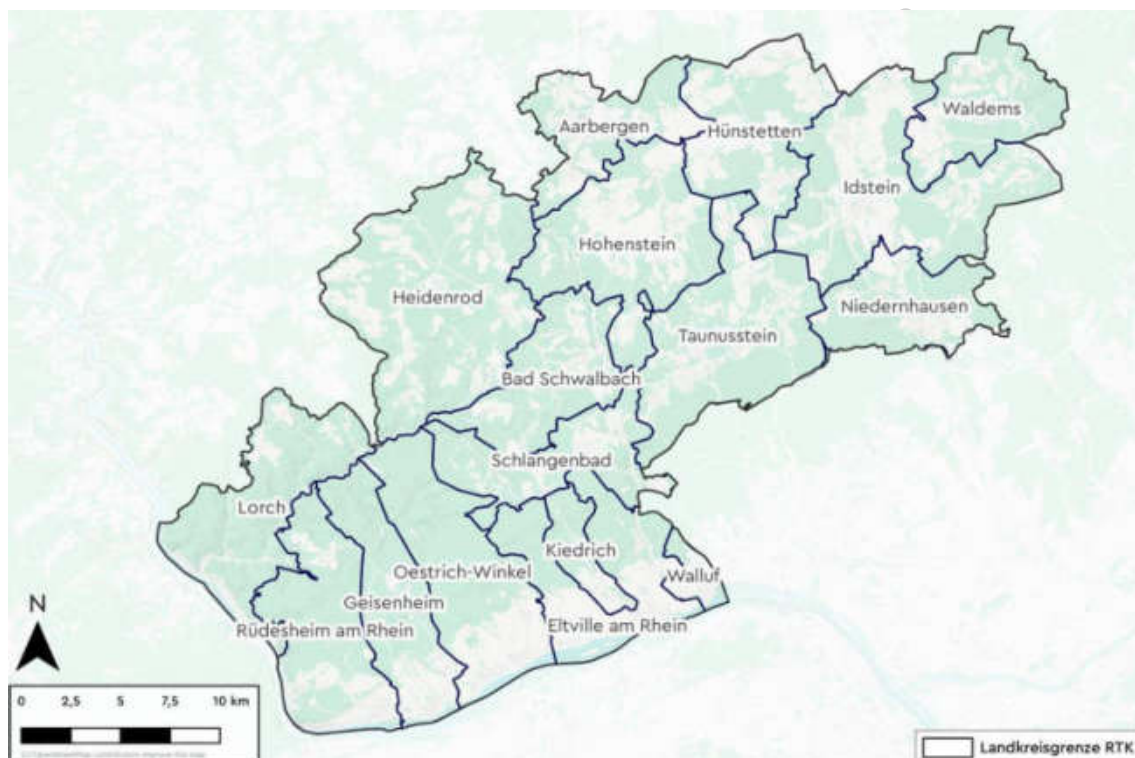 Waldems
Aarbergen
Hünstetten
Idstein
Hohenstein
Heidenrod
Niedernhausen
Taunusstein
Bad Schwalbach
Schlangenbad
Lorch
Kiedrich
Oestrich-Winkel
Walluf
Geisenheim
Eltville am Rhein
Rüdesheim am Rhein
N
0 2,5 5 7,5 10 km
Landkreisgrenze RTK